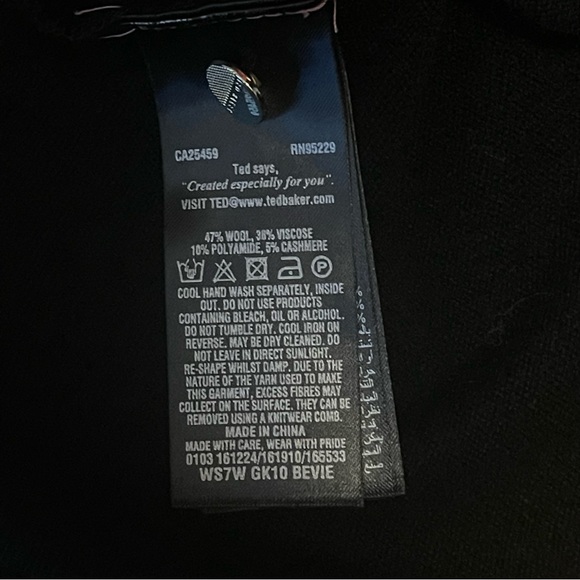 CA25459 RN95229
Ted says,
"Created especially for you".
VISIT TED@www.tedbaker.com
47% WOOL, 38% VISCOSE
10% POLYAMIDE, 5% CASHMERE
P
COOL HAND WASH SEPARATELY, INSIDE
OUT. DO NOT USE PRODUCTS
CONTAINING BLEACH, OIL OR ALCOHOL.
DO NOT TUMBLE DRY. COOL IRON ON
REVERSE. MAY BE DRY CLEANED. DO
NOT LEAVE IN DIRECT SUNLIGHT.
RE-SHAPE WHILST DAMP. DUE TO THE
NATURE OF THE YARN USED TO MAKE
THIS GARMENT, EXCESS FIBRES MAY
COLLECT ON THE SURFACE. THEY CAN BE
REMOVED USING A KNITWEAR COMB.
MADE IN CHINA
MADE WITH CARE, WEAR WITH PRIDE
0103 161224/161910/165533
WS7W GK10 BEVIE